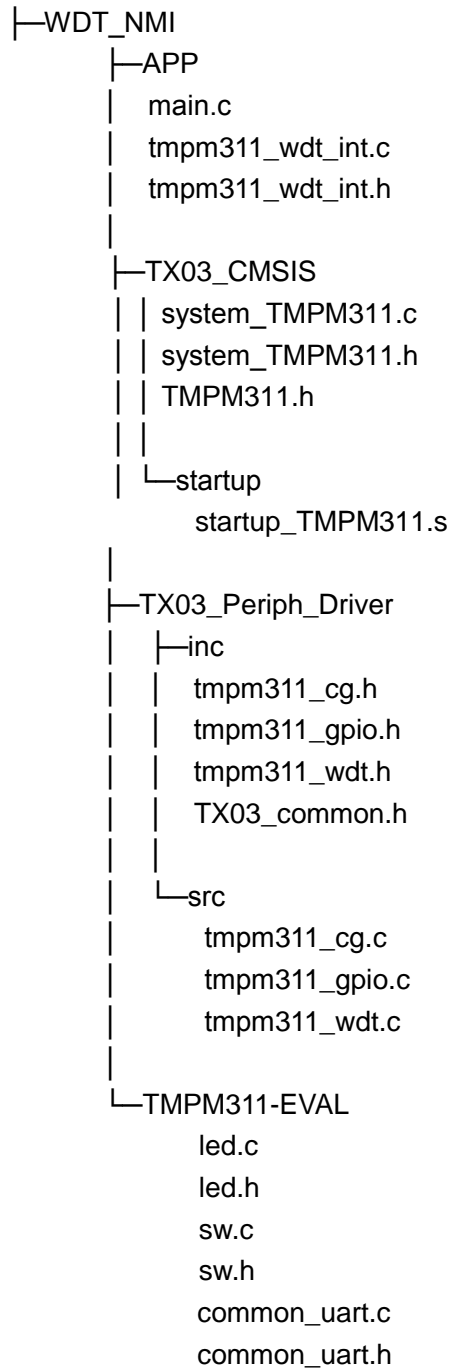 ├─WDT_NMI
├─APP
│ main.c
│ tmpm311_wdt_int.c
│ tmpm311_wdt_int.h
│
├─TX03_CMSIS
│ │ system_TMPM311.c
│ │ system_TMPM311.h
│ │ TMPM311.h
│ │
│ └─startup
startup_TMPM311.s
│
├─TX03_Periph_Driver
│ ├─inc
│ │ tmpm311_cg.h
│ │ tmpm311_gpio.h
│ │ tmpm311_wdt.h
│ │ TX03_common.h
│ │
│ └─src
│ tmpm311_cg.c
│ tmpm311_gpio.c
│ tmpm311_wdt.c
│
└─TMPM311-EVAL
led.c
led.h
sw.c
sw.h
common_uart.c
common_uart.h